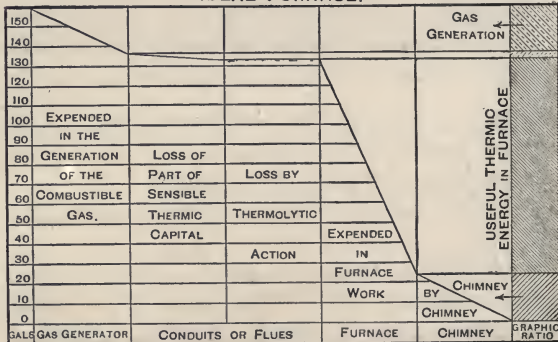 FURNACE.
150
140
130
120
110
100
90
80
70
60
50
40
30
20
10
0
GALS
EXPENDED
IN THE
GENERATION
OF THE
COMBUSTIBLE
GAS.
LOSS OF
PART OF
SENSIBLE
THERMIC
CAPITAL
LOSS BY
THERMOLYTIC
ACTION
EXPENDED
IN
FURNACE
WORK
GAS
GENERATION
USEFUL THERMIC
ENERGY IN FURNACE
BY CHIMNEY
CHIMNEY
GAS GENERATOR
CONDUITS OR FLUES
FURNACE
CHIMNEY
GRAPHIC
RATIO